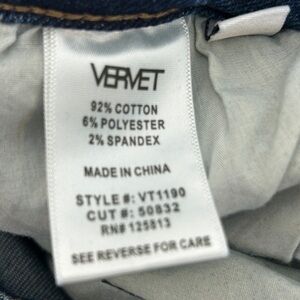 VERVET
92% COTTON
6% POLYESTER
2% SPANDEX
MADE IN CHINA
STYLE #: VT1190
CUT #: 50832
RN# 125813
SEE REVERSE FOR CARE